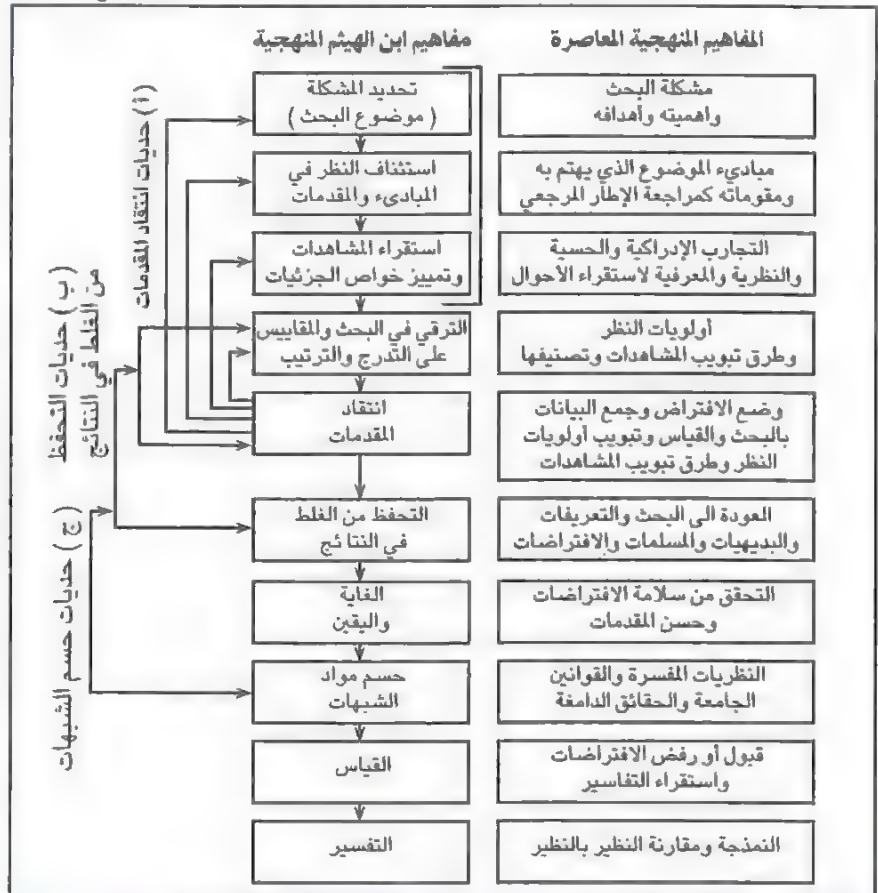 المفاهيم المنهجية المعاصرة
مفاهيم ابن الهيثم المنهجية
مشكلة البحث
واهميته وأهدافه
تحديد المشكلة
( موضوع البحث )
مباديء الموضوع الذي يهتم به
ومقوماته كمراجعة الإطار المرجعي
استئناف النظر في
المبادىء والمقدمات
التجارب الإدراكية والحسية
والنظرية والمعرفية لاستقراء الأحوال
استقراء المشاهدات
وتمييز خواص الجزئيات
أولويات النظر
وطرق تبويب المشاهدات وتصنيفها
الترقي في البحث والمقاييس
على التدرج والترتيب
وضع الافتراض وجمع البيانات
بالبحث والقياس وتبويب أولويات
النظر وطرق تبويب المشاهدات
انتقاد
المقدمات
العودة الى البحث والتعريفات
والبديهيات والمسلمات والافتراضات
التحفظ من الغلط
في النتائج
التحقق من سلامة الافتراضات
وحسن المقدمات
الغاية
واليقين
النظريات المفسرة والقوانين
الجامعة والحقائق الدامغة
حسم مواد
الشبهات
قبول أو رفض الافتراضات
واستقراء التفاسير
القياس
النمذجة ومقارنة النظير بالنظير
التفسير
(أ) حديات انتقاد المقدمات
(ب) حديات التحفظ
من الغلط في النتائج
(ج) حديات حسم الشبهات